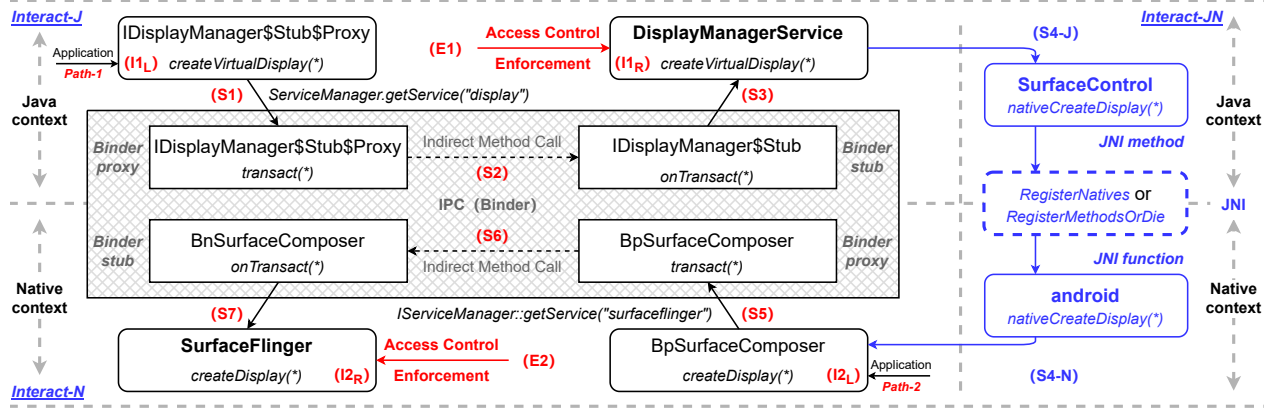 Interact-J
IDisplayManager$Stub$Proxy
(I1L) createVirtualDisplay(*)
Application
Path-1
(E1)
Access Control
Enforcement
DisplayManagerService
(I1R) createVirtualDisplay(*)
(S4-J)
Interact-JN
(S1)
ServiceManager.getService("display")
(S3)
SurfaceControl
nativeCreateDisplay(*)
Java
context
Java
context
Binder
proxy
IDisplayManager$Stub$Proxy
transact(*)
Indirect Method Call
(S2)
IDisplayManager$Stub
onTransact(*)
Binder
stub
JNI method
RegisterNatives or
RegisterMethodsOrDie
JNI
IPC (Binder)
Binder
stub
BnSurfaceComposer
onTransact(*)
(S6)
Indirect Method Call
BpSurfaceComposer
transact(*)
Binder
proxy
JNI function
Native
context
android
nativeCreateDisplay(*)
Native
context
(S7)
IServiceManager::getService("surfaceflinger")
(S5)
SurfaceFlinger
createDisplay(*) (I2R)
Access Control
Enforcement
(E2)
BpSurfaceComposer
createDisplay(*) (I2L)
Application
Path-2
(S4-N)
Interact-N